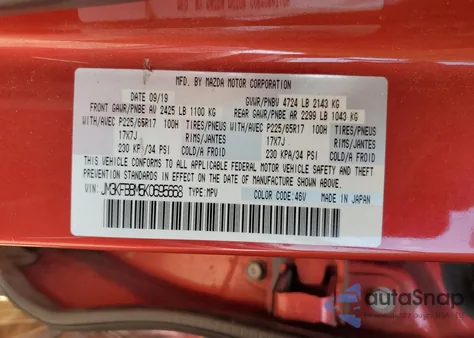 MFD. BY MAZDA MOTOR CORPORATION
DATE 09/19 GVWR/PNBV 4724 LB 2143 KG
FRONT GAWR/PNBE AV 2425 LB 1100 KG REAR GAWR/PNBE AR 2299 LB 1043 KG
WITH/AVEC P225/65R17 100H TIRES/PNEUS WITH/AVEC P225/65R17 100H TIRES/PNEUS
17X7J RIMS/JANTES 17X7J RIMS/JANTES
230 KPA/34 PSI COLD/A FROID 230 KPA/34 PSI COLD/A FROID
THIS VEHICLE CONFORMS TO ALL APPLICABLE FEDERAL MOTOR VEHICLE SAFETY AND
THEFT PREVENTION STANDARDS IN EFFECT ON THE DATE OF MANUFACTURE SHOWN ABOVE.
VIN: JM3KFBBM5K0696668 TYPE: MPV COLOR CODE: 46V MADE IN JAPAN
autoSnap